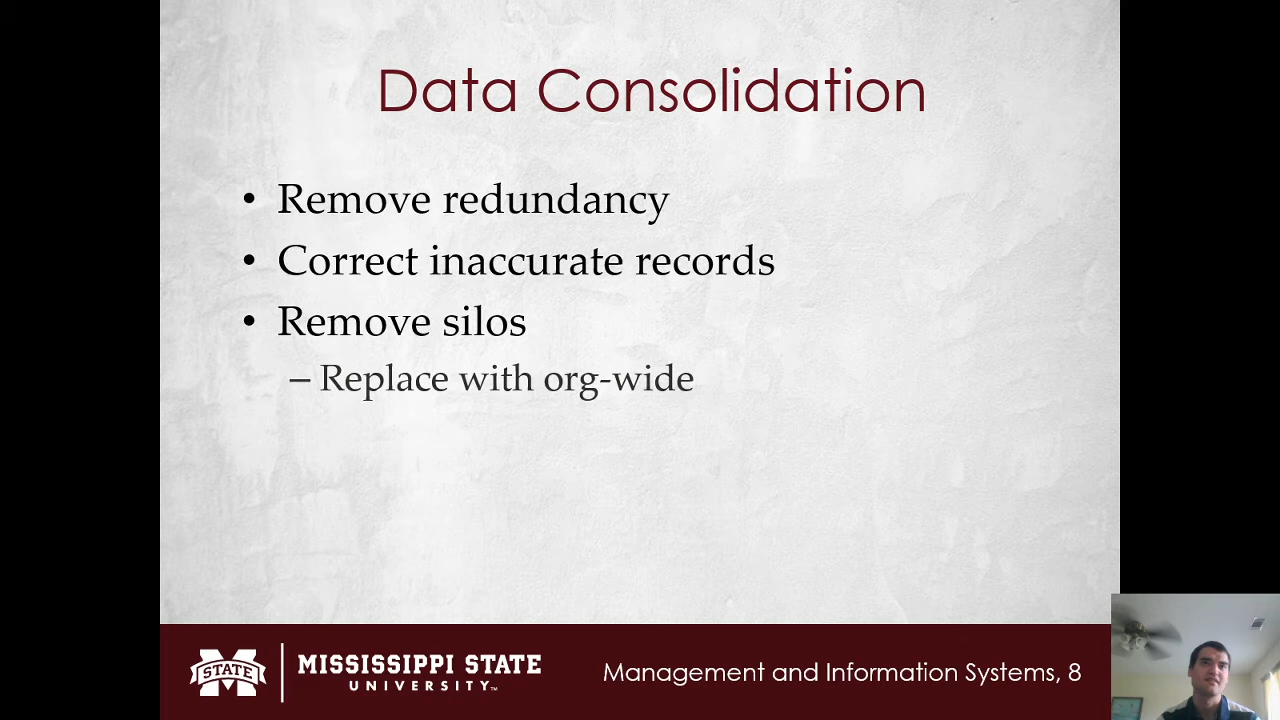 Data Consolidation
• Remove redundancy
• Correct inaccurate records
• Remove silos
– Replace with org-wide
STATE
MISSISSIPPI STATE
UNIVERSITY™
Management and Information Systems, 8